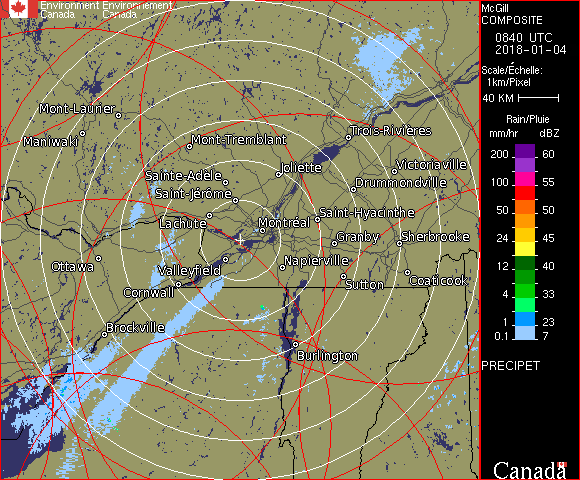 Environment Environnement
Canada Canada
McGill
COMPOSITE
0840 UTC
2018-01-04
Scale/Échelle:
1km/Pixel
40 KM
Rain/Pluie
mm/hr dBZ
200 60
150 57
100 55
50 50
24 45
12 40
4 33
1 23
0.1 7
PRECIPET
Canada
Mont-Laurier
Maniwaki
Mont-Tremblant
Trois-Rivières
Joliette
Victoriaville
Sainte-Adèle
Drummondville
Saint-Jérôme
Saint-Hyacinthe
Lachute
Montréal
Granby
Sherbrooke
Ottawa
Valleyfield
Napierville
Sutton
Coaticook
Cornwall
Brockville
Burlington